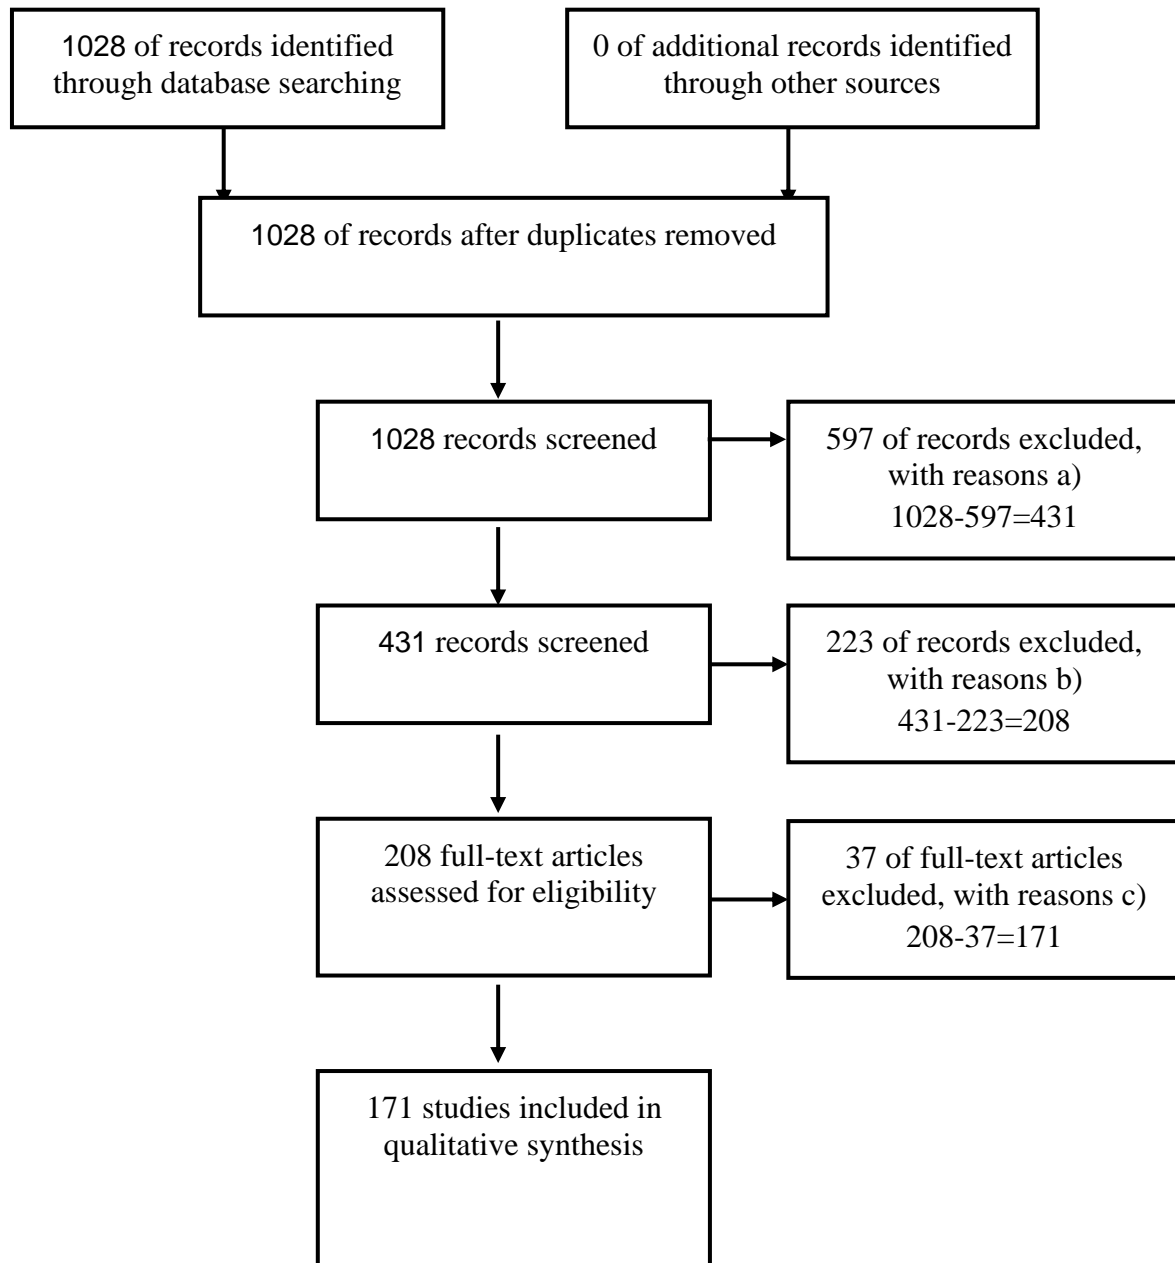 1028 of records identified
through database searching
0 of additional records identified
through other sources
1028 of records after duplicates removed
1028 records screened
597 of records excluded,
with reasons a)
1028-597=431
431 records screened
223 of records excluded,
with reasons b)
431-223=208
208 full-text articles
assessed for eligibility
37 of full-text articles
excluded, with reasons c)
208-37=171
171 studies included in
qualitative synthesis